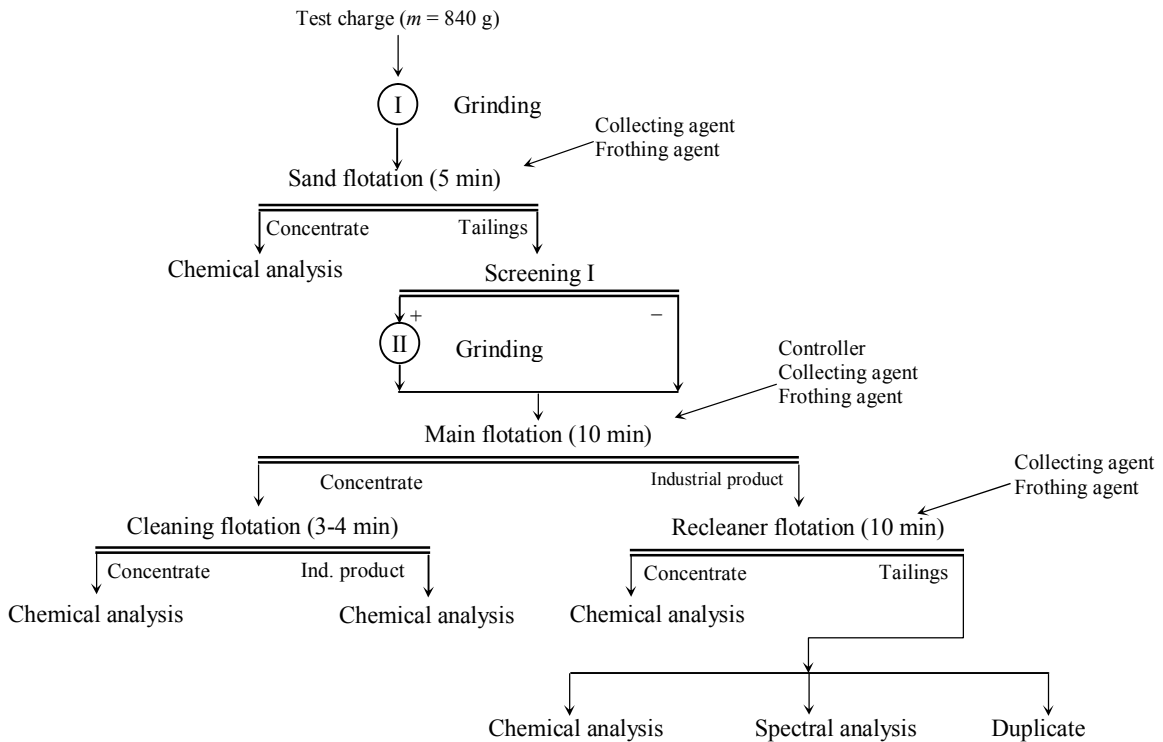 Test charge (m = 840 g)
I
Grinding
Collecting agent
Frothing agent
Sand flotation (5 min)
Concentrate
Tailings
Chemical analysis
Screening I
+
−
II
Grinding
Controller
Collecting agent
Frothing agent
Main flotation (10 min)
Concentrate
Industrial product
Collecting agent
Frothing agent
Cleaning flotation (3-4 min)
Recleaner flotation (10 min)
Concentrate
Ind. product
Concentrate
Tailings
Chemical analysis
Chemical analysis
Chemical analysis
Chemical analysis
Spectral analysis
Duplicate